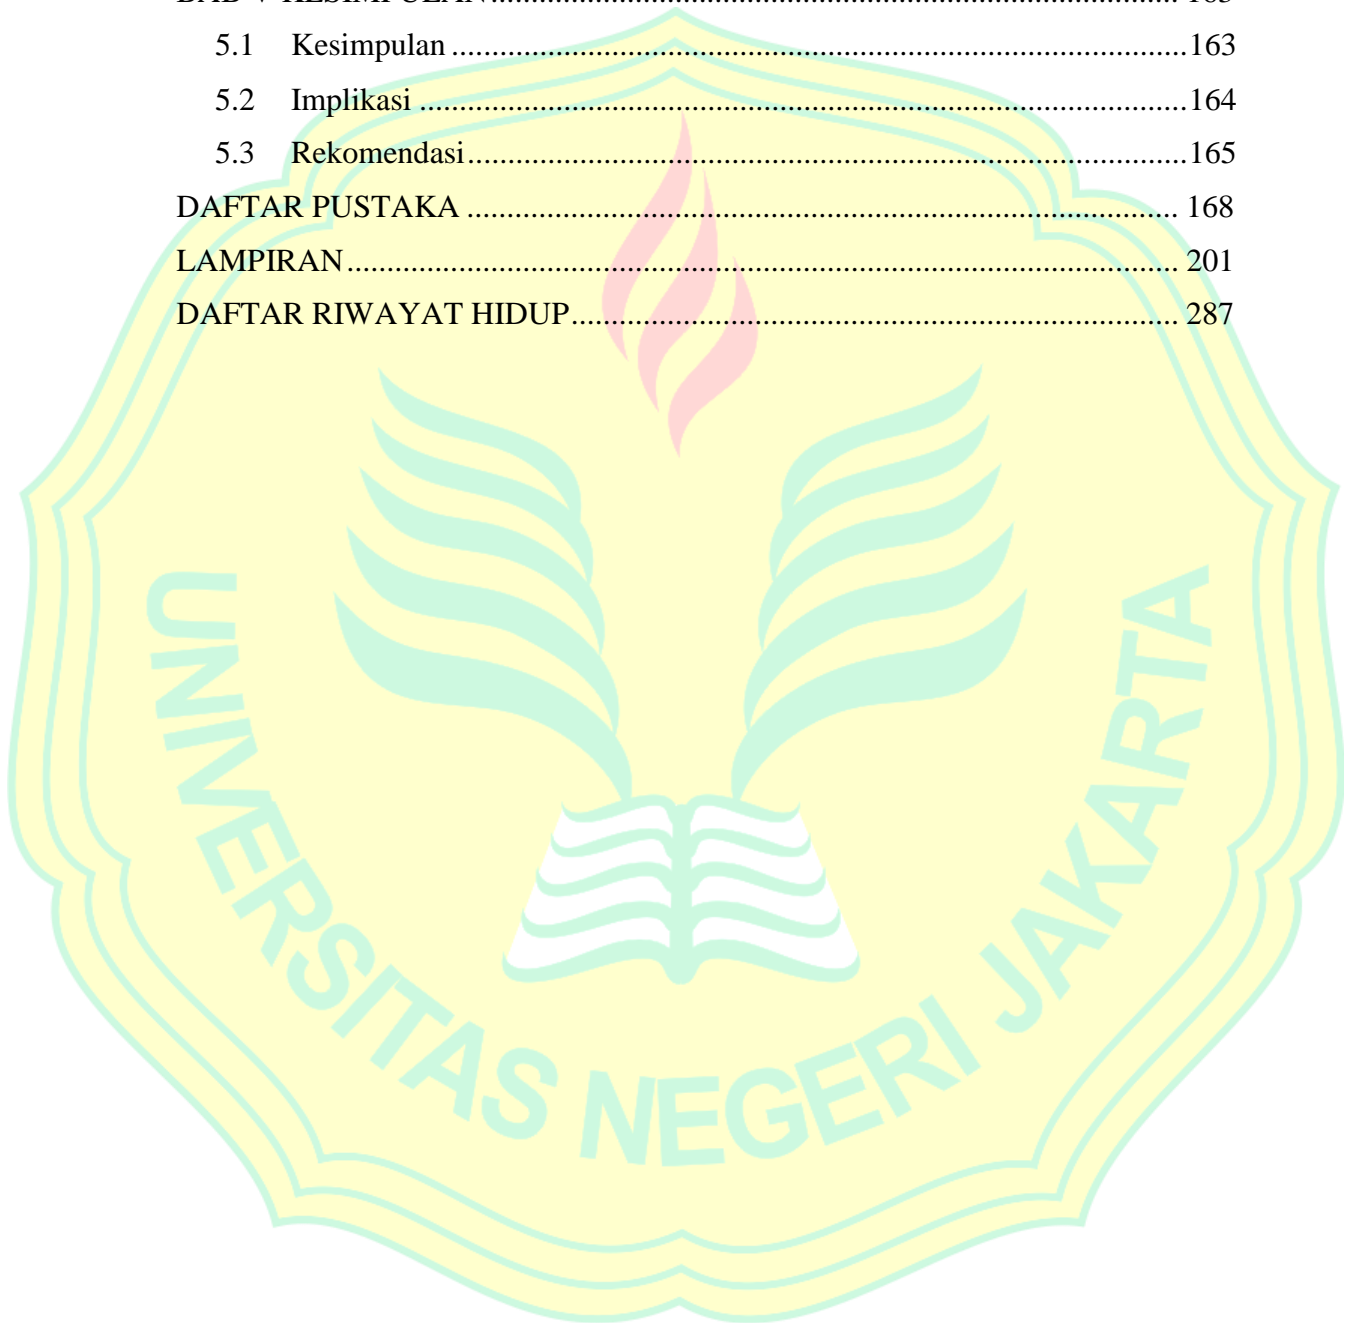 5.1 Kesimpulan ........................................................................................... 163
5.2 Implikasi ............................................................................................... 164
5.3 Rekomendasi ......................................................................................... 165
DAFTAR PUSTAKA ........................................................................................ 168
LAMPIRAN ....................................................................................................... 201
DAFTAR RIWAYAT HIDUP ........................................................................... 287
UNIVERSITAS NEGERI JAKARTA